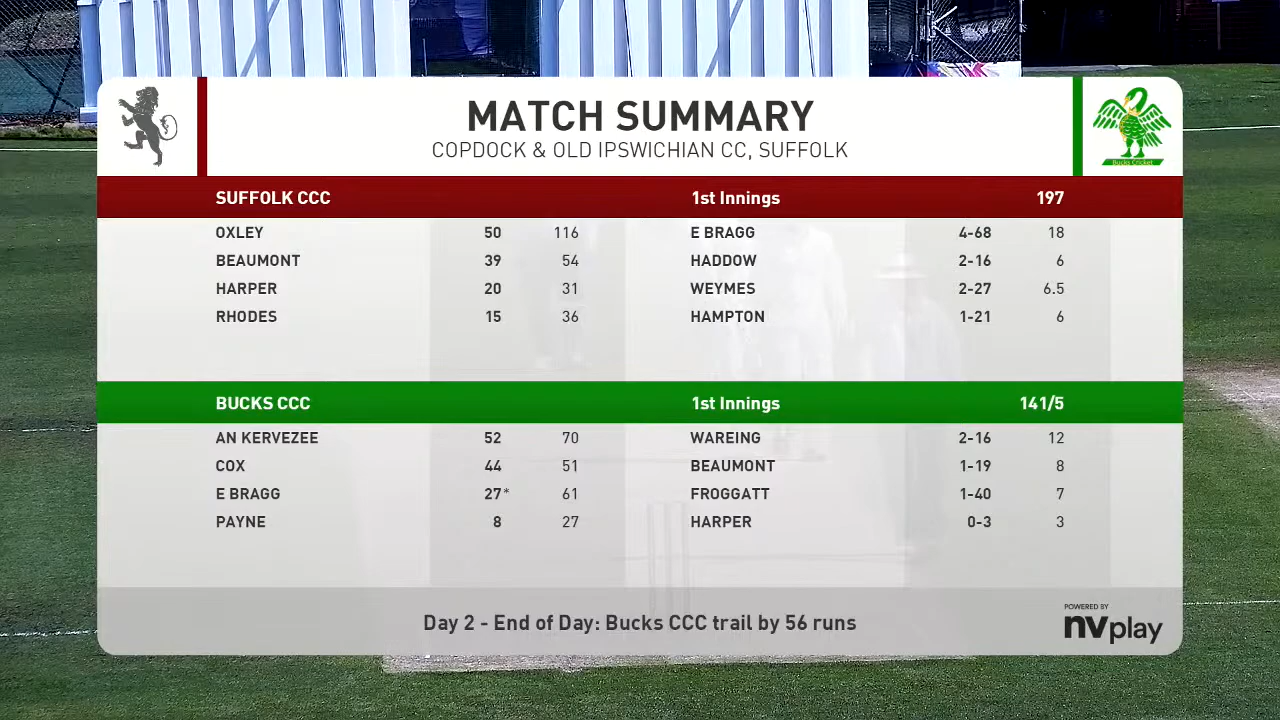 MATCH SUMMARY
COPDOCK & OLD IPSWICHIAN CC, SUFFOLK
Bucks Cricket
SUFFOLK CCC 1st Innings 197
OXLEY 50 116 E BRAGG 4-68 18
BEAUMONT 39 54 HADDOW 2-16 6
HARPER 20 31 WEYMES 2-27 6.5
RHODES 15 36 HAMPTON 1-21 6
BUCKS CCC 1st Innings 141/5
AN KERVEZEE 52 70 WAREING 2-16 12
COX 44 51 BEAUMONT 1-19 8
E BRAGG 27* 61 FROGGATT 1-40 7
PAYNE 8 27 HARPER 0-3 3
Day 2 - End of Day: Bucks CCC trail by 56 runs
POWERED BY
nvplay